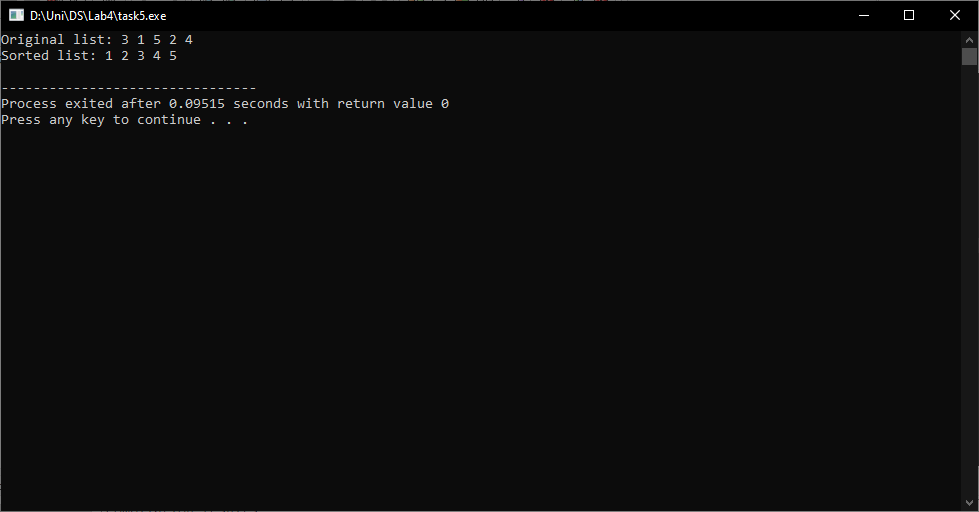 D:\Uni\DS\Lab4\task5.exe
Original list: 3 1 5 2 4
Sorted list: 1 2 3 4 5
--------------------------------
Process exited after 0.09515 seconds with return value 0
Press any key to continue . . .